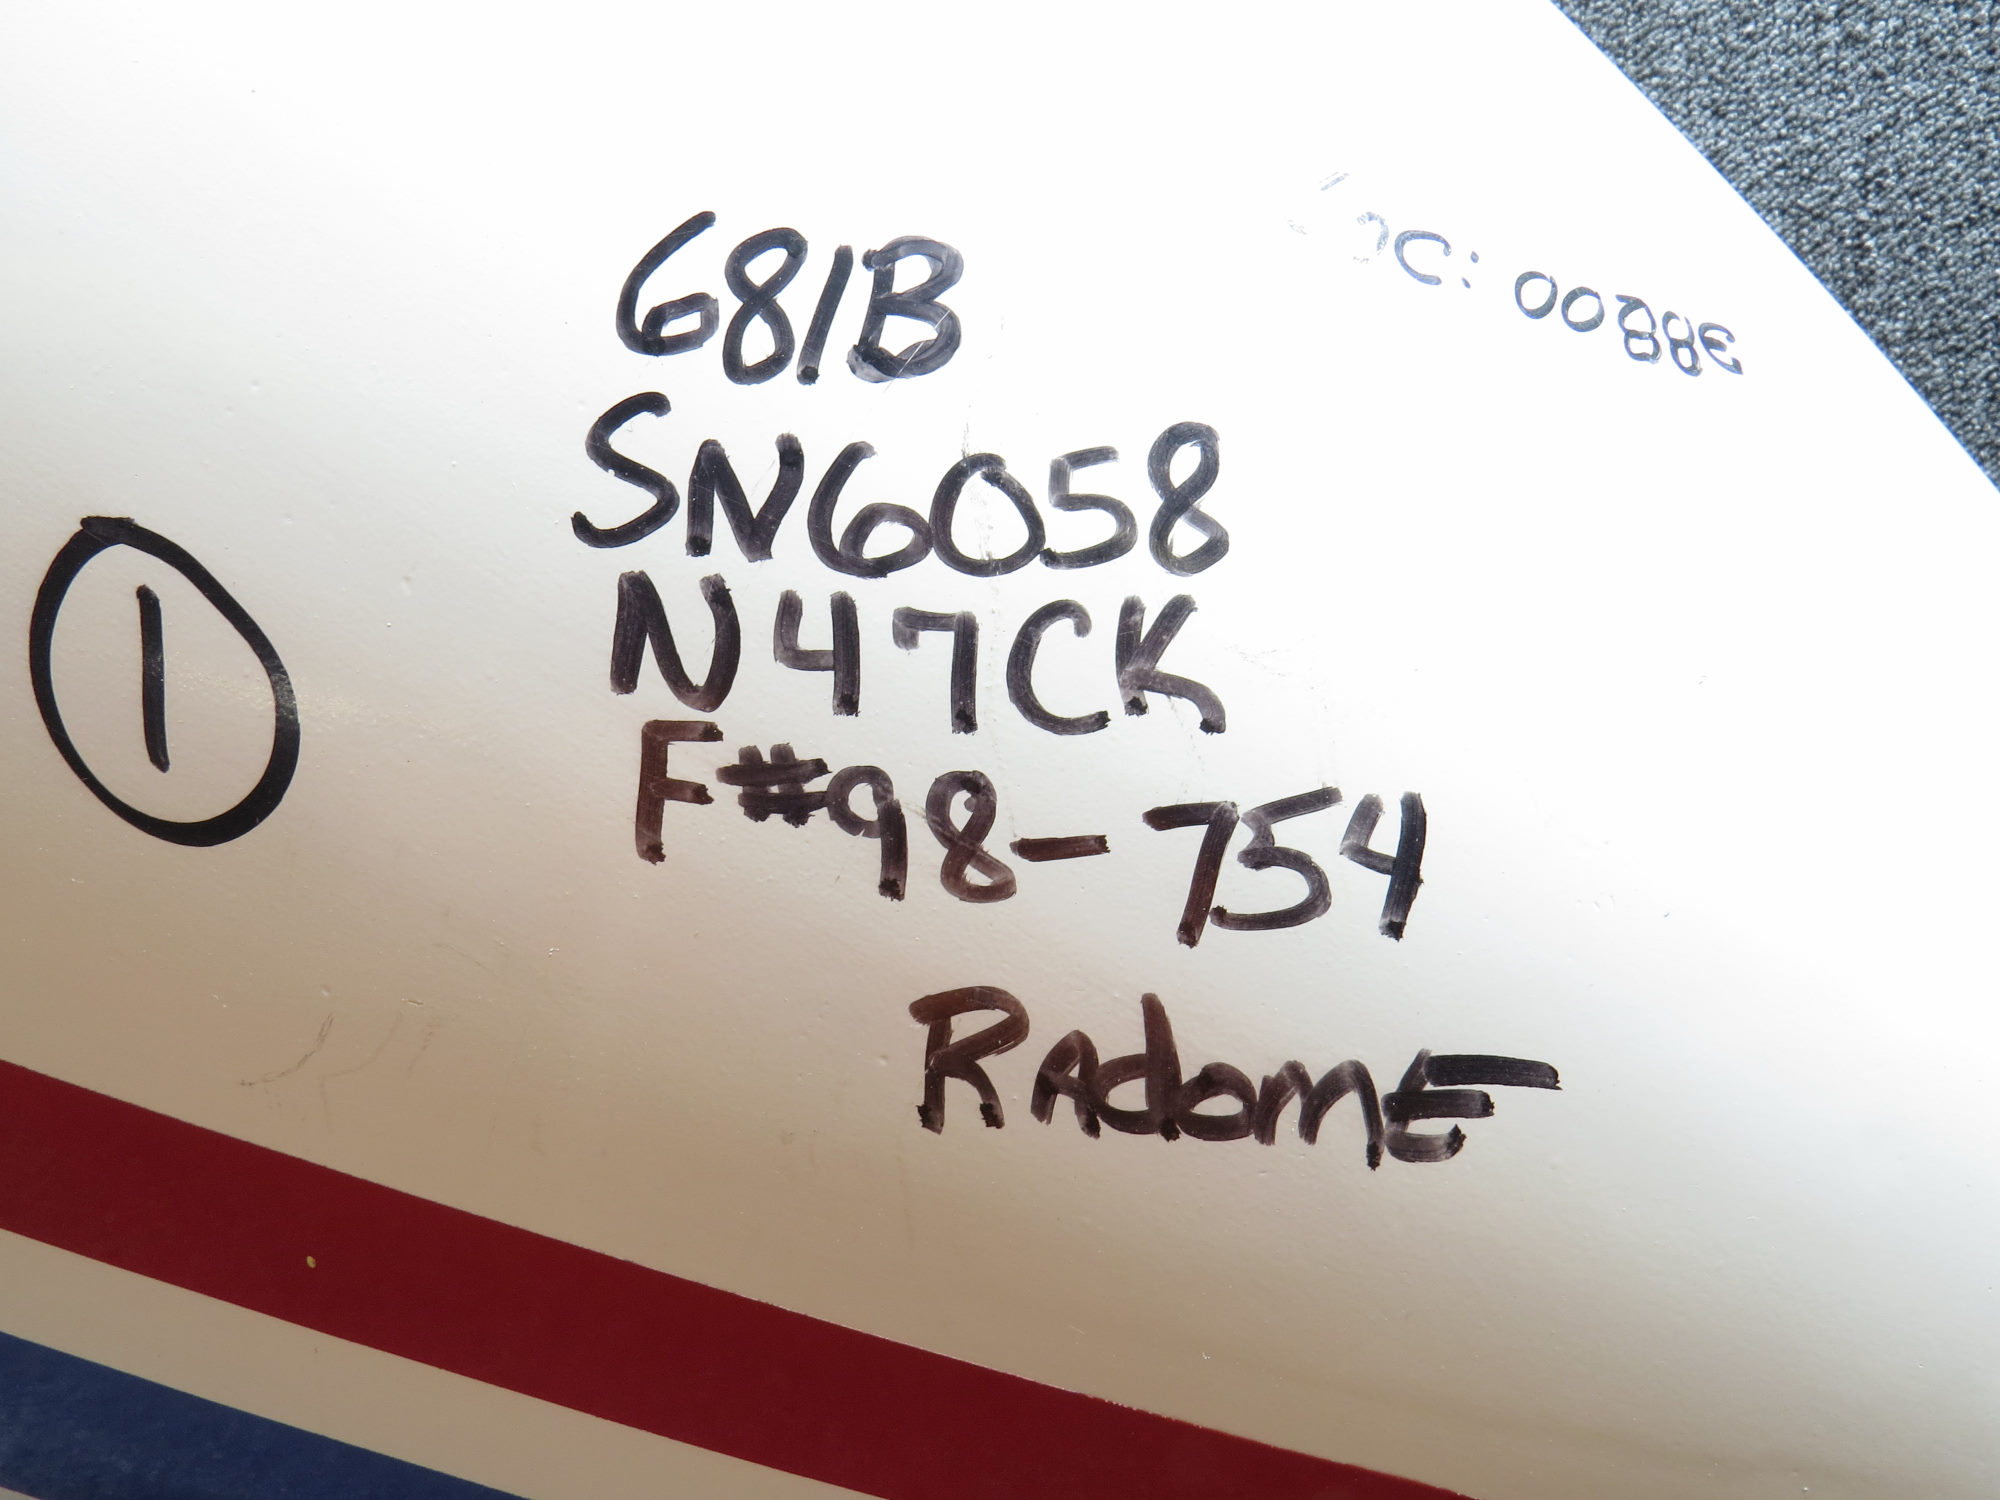 681B
SN6058
N47CK
F#98-754
RAdomE
1